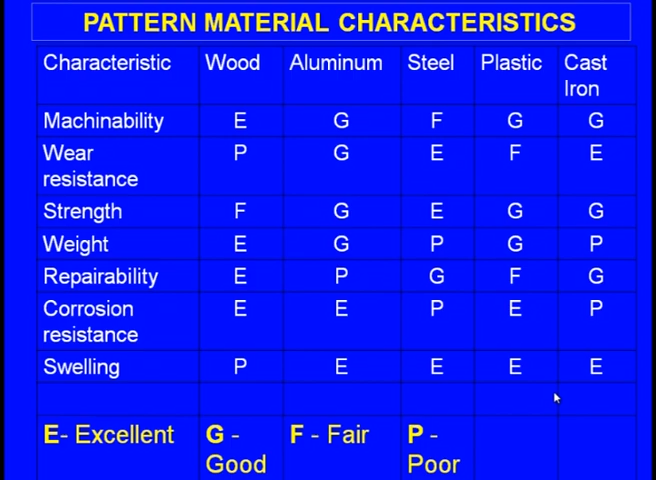 PATTERN MATERIAL CHARACTERISTICS
Characteristic Wood Aluminum Steel Plastic Cast
Iron
Machinability E G F G G
Wear P G E F E
resistance
Strength F G E G G
Weight E G P G P
Repairability E P G F G
Corrosion E E P E P
resistance
Swelling P E E E E
E- Excellent G - F - Fair P -
Good Poor